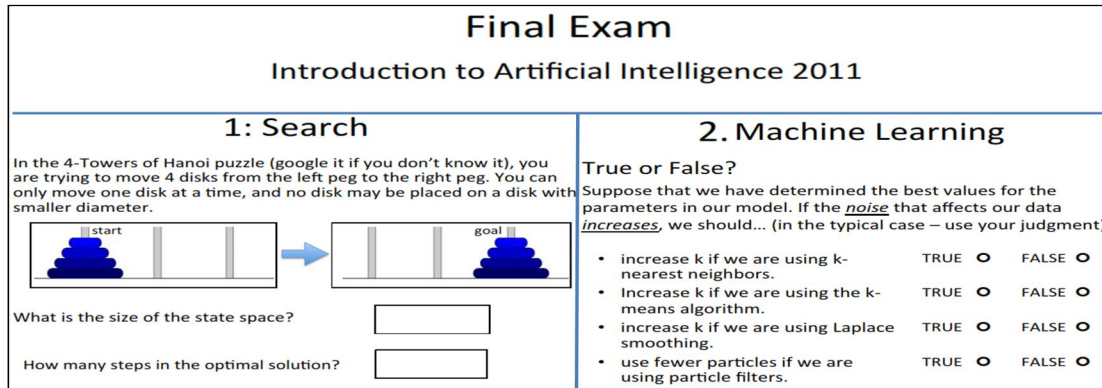 Final Exam
Introduction to Artificial Intelligence 2011
1: Search
In the 4-Towers of Hanoi puzzle (google it if you don't know it), you
are trying to move 4 disks from the left peg to the right peg. You can
only move one disk at a time, and no disk may be placed on a disk with
smaller diameter.
start
goal
What is the size of the state space?
How many steps in the optimal solution?
2. Machine Learning
True or False?
Suppose that we have determined the best values for the
parameters in our model. If the noise that affects our data
increases, we should... (in the typical case – use your judgment)
• increase k if we are using k- TRUE O FALSE O
nearest neighbors.
• Increase k if we are using the k- TRUE O FALSE O
means algorithm.
• increase k if we are using Laplace TRUE O FALSE O
smoothing.
• use fewer particles if we are TRUE O FALSE O
using particle filters.